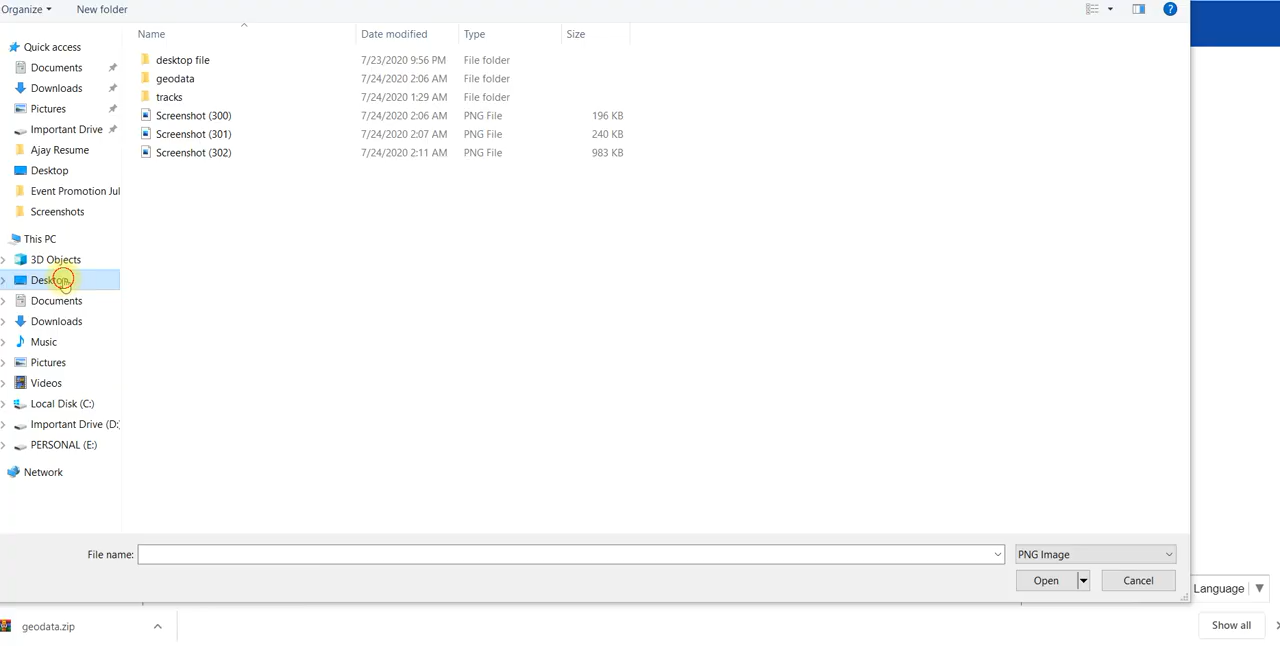 Organize New folder
Name Date modified Type Size
Quick access
Documents
Downloads
Pictures
Important Drive
Ajay Resume
Desktop
Event Promotion Jul
Screenshots
This PC
3D Objects
Desktop
Documents
Downloads
Music
Pictures
Videos
Local Disk (C:)
Important Drive (D:
PERSONAL (E:)
Network
desktop file 7/23/2020 9:56 PM File folder
geodata 7/24/2020 2:06 AM File folder
tracks 7/24/2020 1:29 AM File folder
Screenshot (300) 7/24/2020 2:06 AM PNG File 196 KB
Screenshot (301) 7/24/2020 2:07 AM PNG File 240 KB
Screenshot (302) 7/24/2020 2:11 AM PNG File 983 KB
File name: PNG Image
Open Cancel
Language
geodata.zip Show all